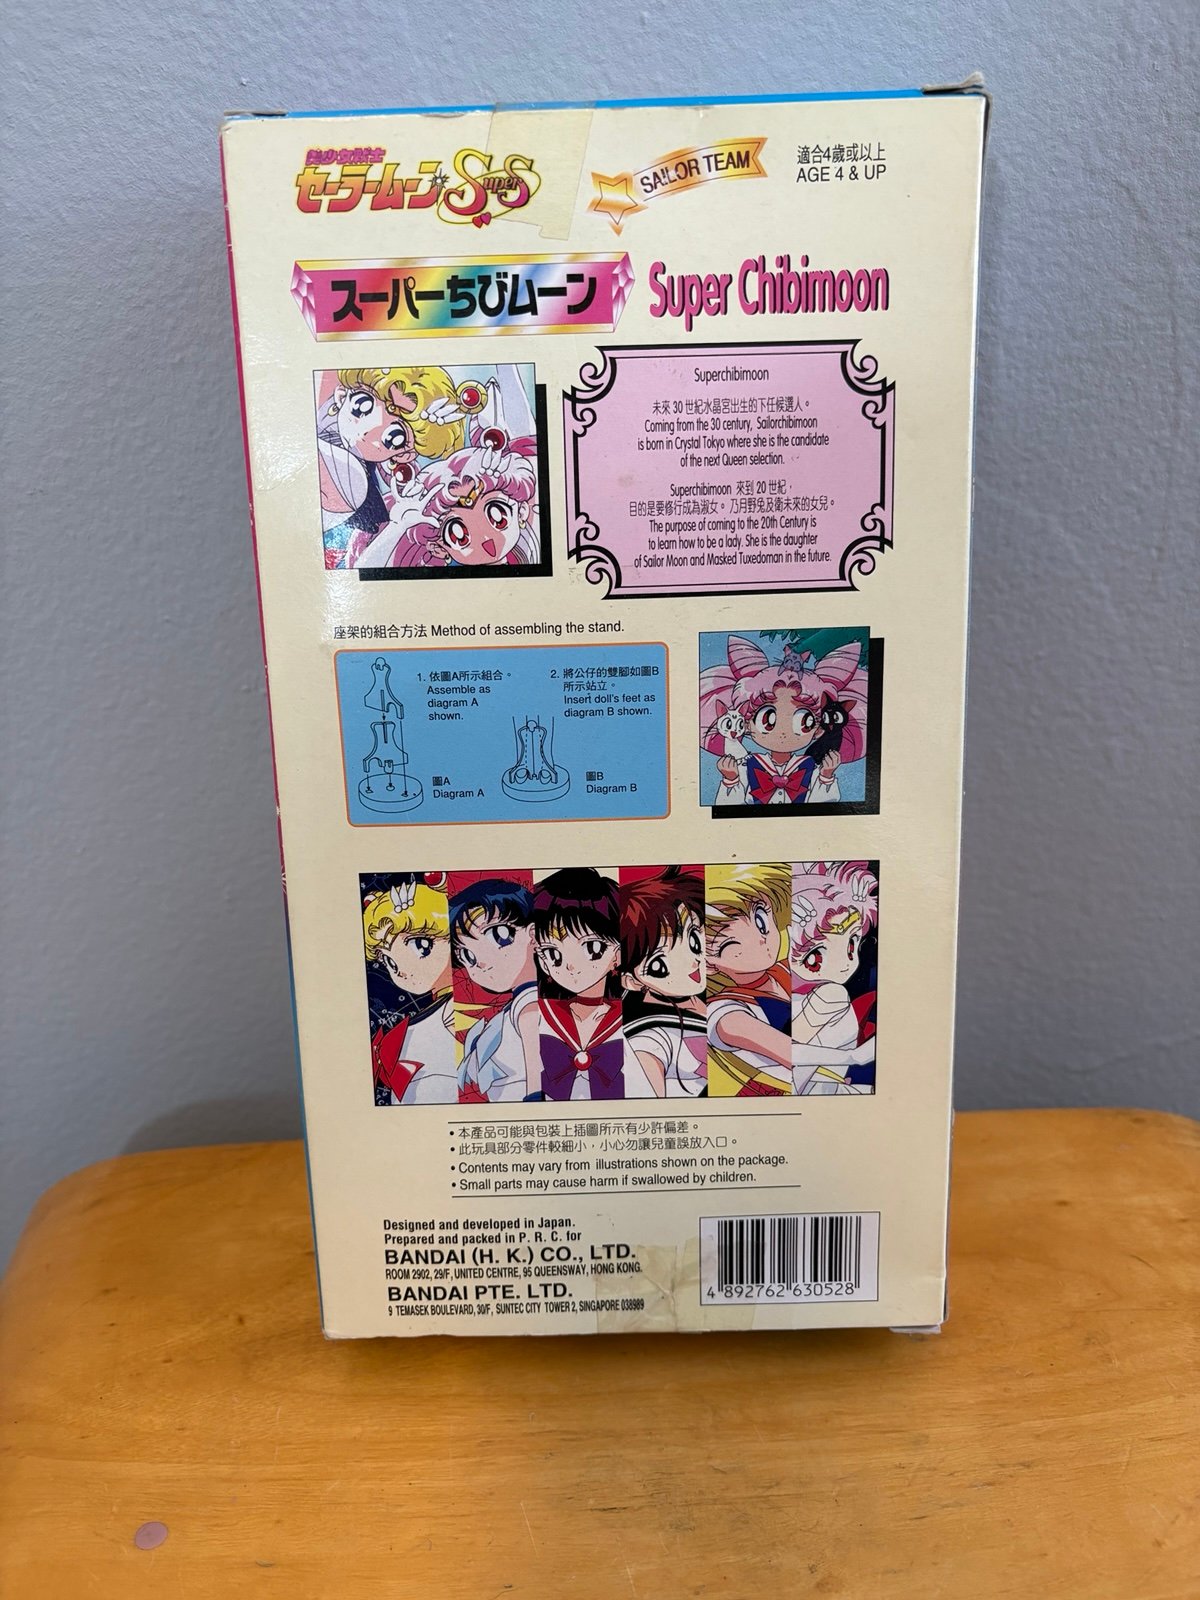 美少女戦士
セーラームーン SuperS
SAILOR TEAM
適合4歲或以上
AGE 4 & UP
スーパーちびムーン
Super Chibimoon
Superchibimoon
未來 30 世紀水晶宮出生的下任候選人。
Coming from the 30 century, Sailorchibimoon
is born in Crystal Tokyo where she is the candidate
of the next Queen selection.
Superchibimoon 來到 20 世紀，
目的是要修行成為淑女。 乃月野兔及衛未來的女兒。
The purpose of coming to the 20th Century is
to learn how to be a lady. She is the daughter
of Sailor Moon and Masked Tuxedoman in the future.
座架的組合方法 Method of assembling the stand.
1. 依圖A所示組合。
Assemble as
diagram A
shown.
圖A
Diagram A
2. 將公仔的雙腳如圖B
所示站立。
Insert doll's feet as
diagram B shown.
圖B
Diagram B
• 本產品可能與包裝上插圖所示有少許偏差。
• 此玩具部分零件較細小，小心勿讓兒童誤放入口。
• Contents may vary from illustrations shown on the package.
• Small parts may cause harm if swallowed by children.
Designed and developed in Japan.
Prepared and packed in P. R. C. for
BANDAI (H. K.) CO., LTD.
ROOM 2902, 29/F, UNITED CENTRE, 95 QUEENSWAY, HONG KONG.
BANDAI PTE. LTD.
9 TEMASEK BOULEVARD, 30/F, SUNTEC CITY TOWER 2, SINGAPORE 038989
4 892762 630528